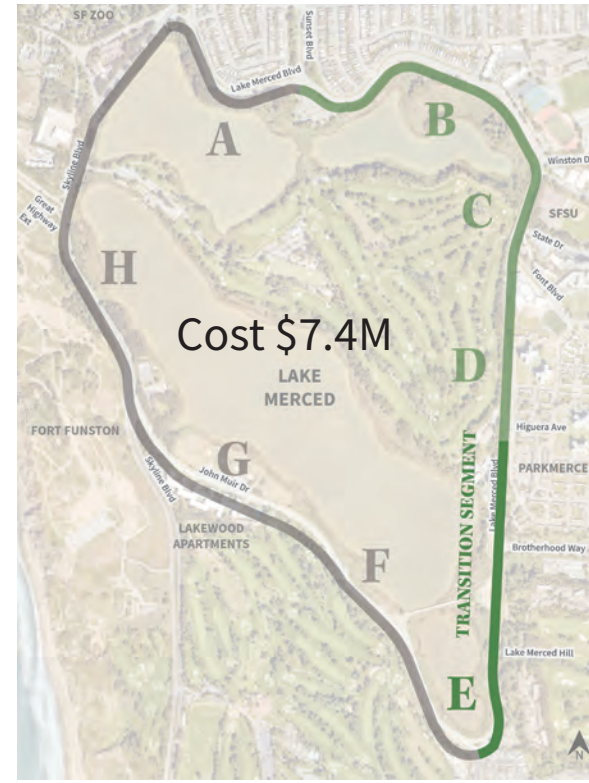 SF ZOO
Sunset Blvd
Lake Merced Blvd
A
B
Winston D
Skyline Blvd
Great
Highway
Ext
C
SFSU
State Dr
Font Blvd
H
Cost $7.4M
LAKE
MERCED
D
FORT FUNSTON
Higuera Ave
PARKMERCE
TRANSITION SEGMENT
Lake Merced Blvd
G
John Muir Dr
Skyline Blvd
LAKEWOOD
APARTMENTS
Brotherhood Way
F
Lake Merced Hill
E
N